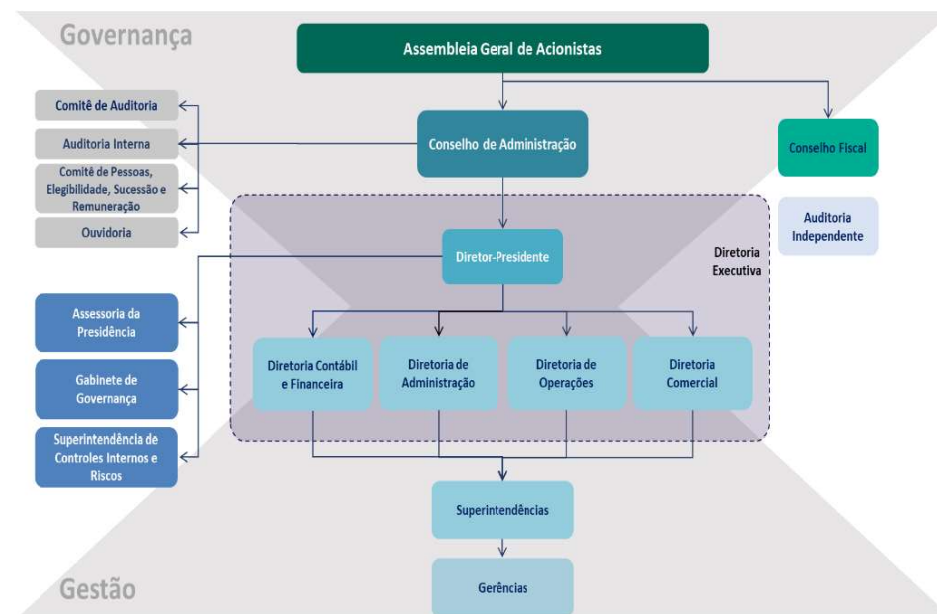 Governança
Assembleia Geral de Acionistas
Comitê de Auditoria
Auditoria Interna
Comitê de Pessoas,
Elegibilidade, Sucessão e
Remuneração
Ouvidoria
Conselho de Administração
Conselho Fiscal
Auditoria
Independente
Diretor-Presidente
Diretoria
Executiva
Assessoria da
Presidência
Gabinete de
Governança
Superintendência de
Controles Internos e
Riscos
Diretoria Contábil
e Financeira
Diretoria de
Administração
Diretoria de
Operações
Diretoria
Comercial
Superintendências
Gerências
Gestão